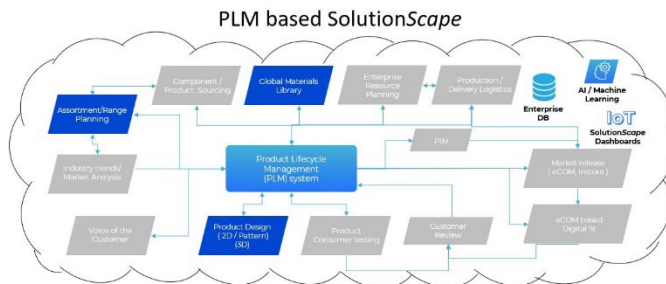 PLM based SolutionScape
Component /
Product Sourcing
Global Materials
Library
Enterprise
Resource
Planning
Production /
Delivery Logistics
Enterprise
DB
AI / Machine
Learning
IoT
SolutionScape
Dashboards
Assortment/Range
Planning
PIM
Industry trends/
Market Analysis
Product Lifecycle
Management
(PLM) system
Market release
( eCOM, instore )
Voice of the
Customer
Product Design
( 2D / Pattern)
(3D)
Product
Consumer testing
Customer
Review
eCOM based
Digital fit